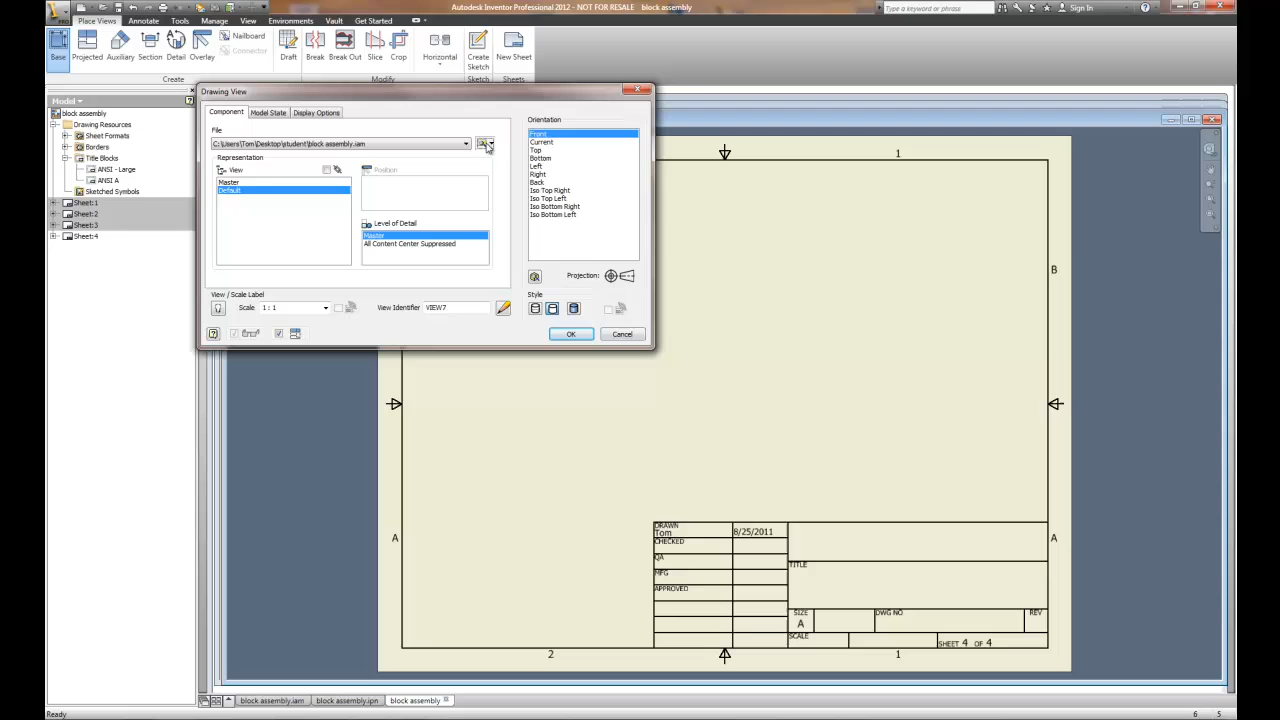 Autodesk Inventor Professional 2012 - NOT FOR RESALE block assembly
Type a keyword or phrase
Sign In
PRO
Place Views Annotate Tools Manage View Environments Vault Get Started
Base Projected Auxiliary Section Detail Overlay
Nailboard
Connector
Draft Break Break Out Slice Crop Horizontal Create Sketch New Sheet
Create Modify Sketch Sheets
Model
block assembly
Drawing Resources
Sheet Formats
Borders
Title Blocks
ANSI - Large
ANSI A
Sketched Symbols
Sheet:1
Sheet:2
Sheet:3
Sheet:4
Drawing View
Component Model State Display Options
File
C:\Users\Tom\Desktop\student\block assembly.iam
Representation
View
Master
Default
Position
Level of Detail
Master
All Content Center Suppressed
Orientation
Front
Current
Top
Bottom
Left
Right
Back
Iso Top Right
Iso Top Left
Iso Bottom Right
Iso Bottom Left
Projection:
View / Scale Label
Scale 1 : 1
View Identifier VIEW7
Style
OK Cancel
1
B
A A
DRAWN
Tom 8/25/2011
CHECKED
QA
MFG
APPROVED
TITLE
SIZE
A
DWG NO
REV
SCALE
SHEET 4 OF 4
2 1
block assembly.iam block assembly.ipn block assembly
Ready 6 5